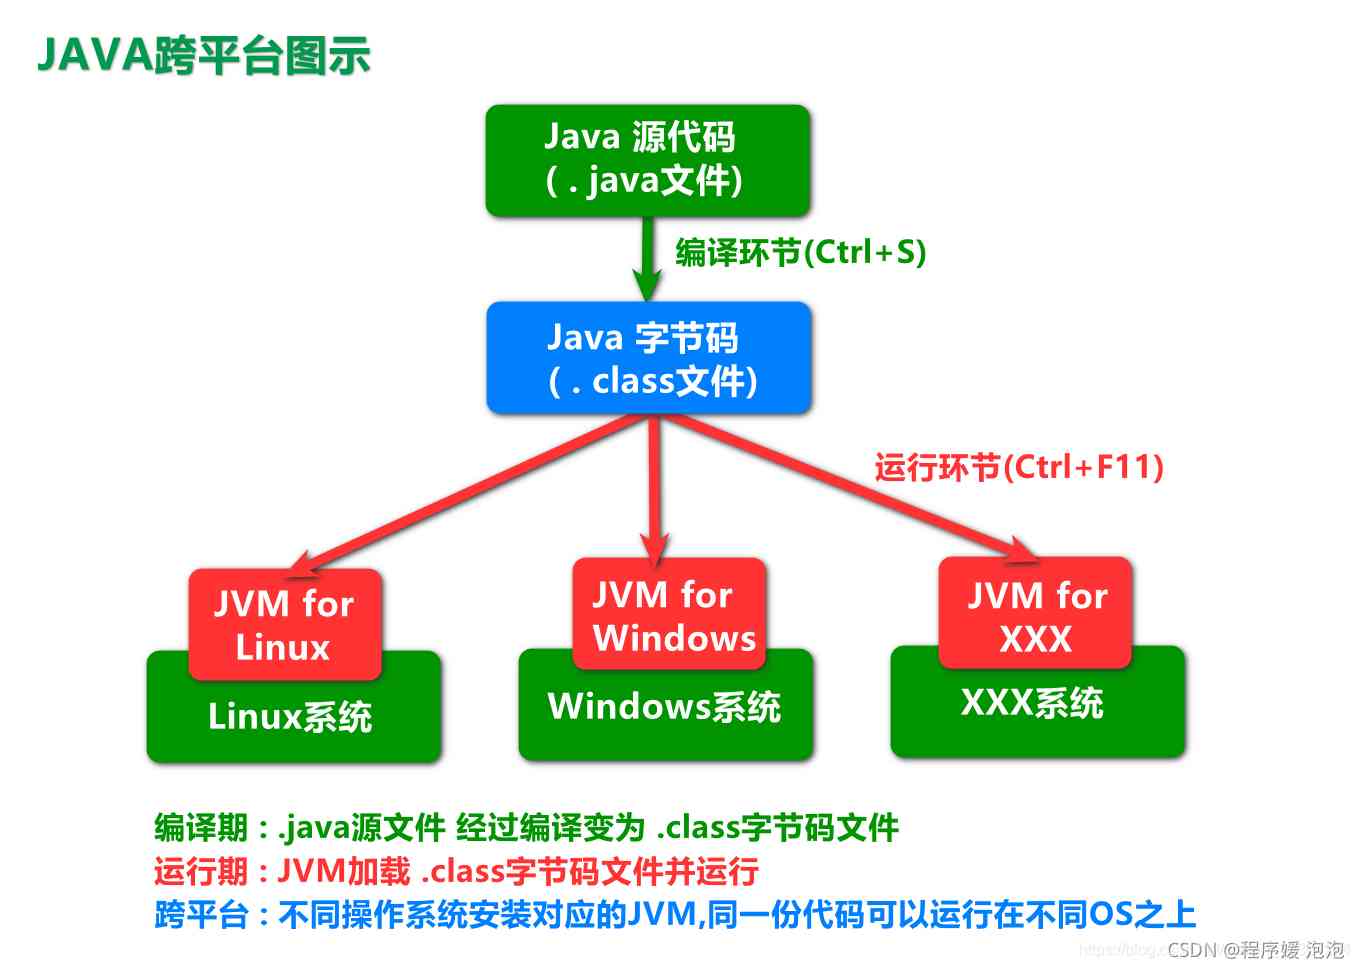 JAVA跨平台图示
Java 源代码
( . java文件)
编译环节(Ctrl+S)
Java 字节码
( . class文件)
运行环节(Ctrl+F11)
JVM for
Linux
Linux系统
JVM for
Windows
Windows系统
JVM for
XXX
XXX系统
编译期：.java源文件 经过编译变为 .class字节码文件
运行期：JVM加载 .class字节码文件并运行
跨平台：不同操作系统安装对应的JVM,同一份代码可以运行在不同OS之上
https://blog.c
CSDN @程序媛 泡泡